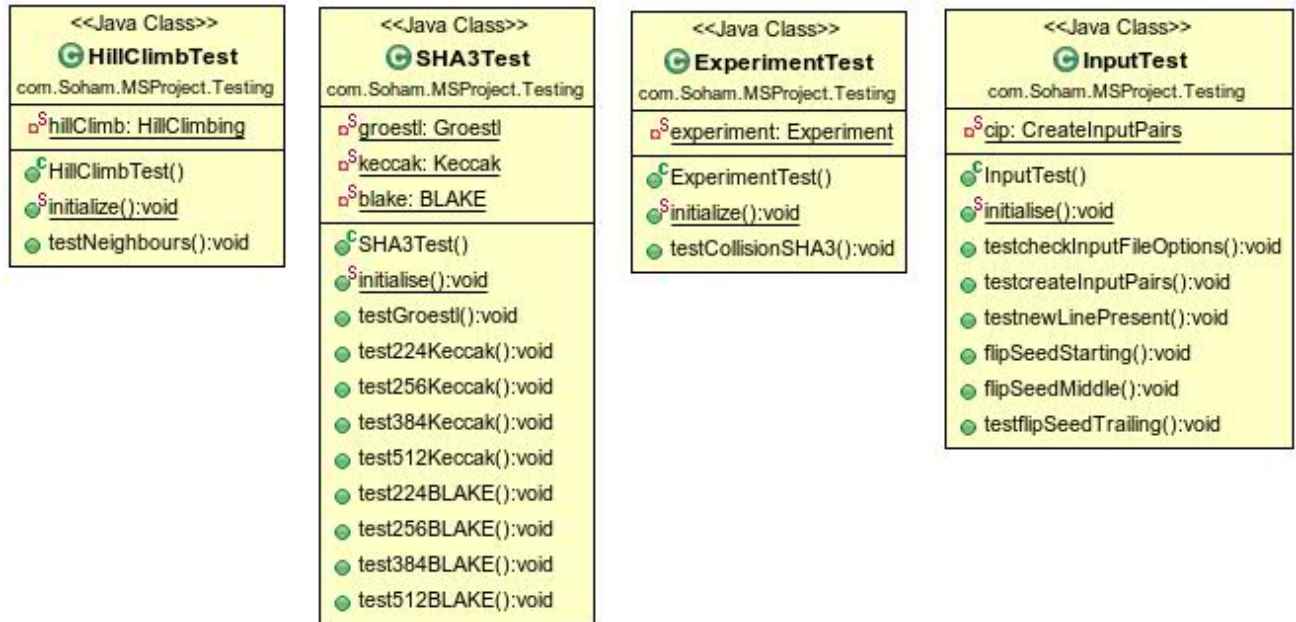 <<Java Class>>
HillClimbTest
com.Soham.MSProject.Testing
hillClimb: HillClimbing
HillClimbTest()
initialize():void
testNeighbours():void
<<Java Class>>
SHA3Test
com.Soham.MSProject.Testing
groestl: Groestl
keccak: Keccak
blake: BLAKE
SHA3Test()
initialise():void
testGroestl():void
test224Keccak():void
test256Keccak():void
test384Keccak():void
test512Keccak():void
test224BLAKE():void
test256BLAKE():void
test384BLAKE():void
test512BLAKE():void
<<Java Class>>
ExperimentTest
com.Soham.MSProject.Testing
experiment: Experiment
ExperimentTest()
initialize():void
testCollisionSHA3():void
<<Java Class>>
InputTest
com.Soham.MSProject.Testing
cip: CreateInputPairs
InputTest()
initialise():void
testcheckInputFileOptions():void
testcreateInputPairs():void
testnewLinePresent():void
flipSeedStarting():void
flipSeedMiddle():void
testflipSeedTrailing():void